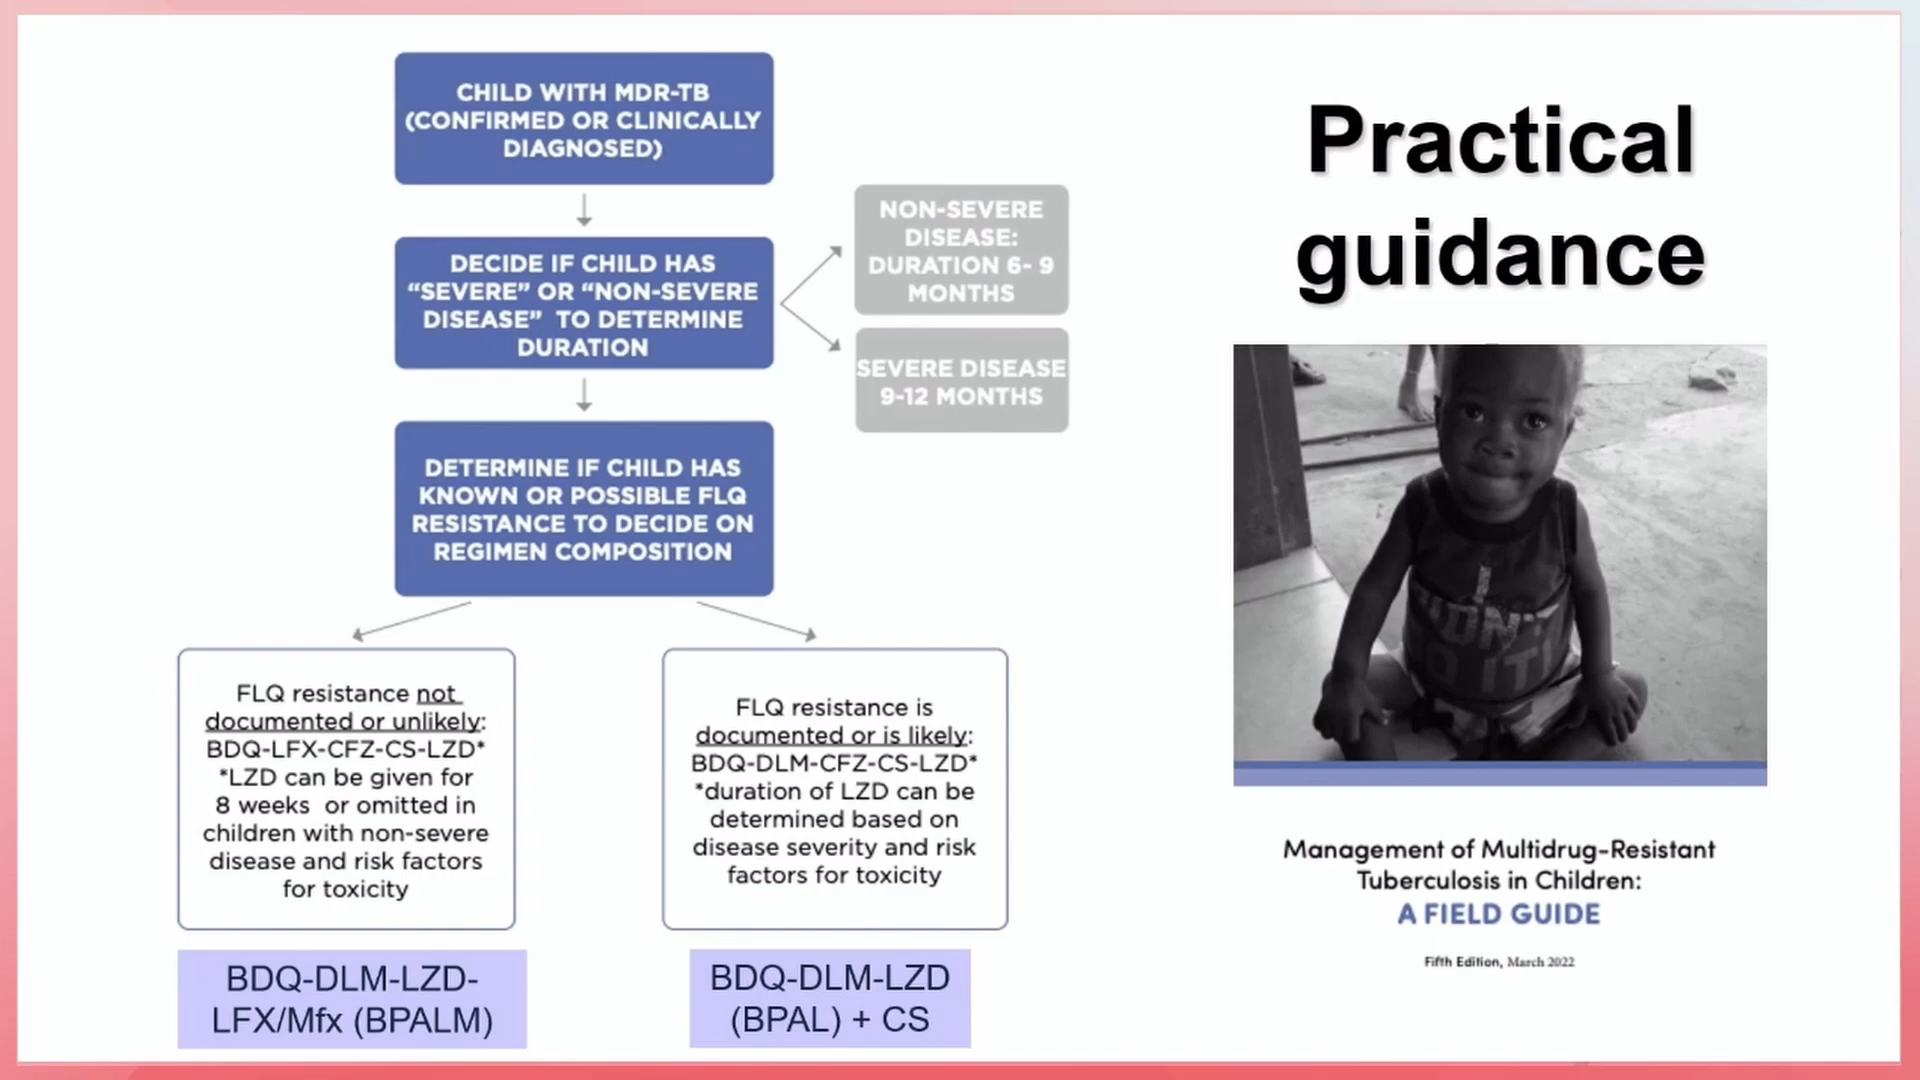 CHILD WITH MDR-TB
(CONFIRMED OR CLINICALLY
DIAGNOSED)
DECIDE IF CHILD HAS
“SEVERE” OR “NON-SEVERE
DISEASE”  TO DETERMINE
DURATION
NON-SEVERE
DISEASE:
DURATION 6- 9
MONTHS
SEVERE DISEASE
9-12 MONTHS
DETERMINE IF CHILD HAS
KNOWN OR POSSIBLE FLQ
RESISTANCE TO DECIDE ON
REGIMEN COMPOSITION
FLQ resistance not
documented or unlikely:
BDQ-LFX-CFZ-CS-LZD*
*LZD can be given for
8 weeks  or omitted in
children with non-severe
disease and risk factors
for toxicity
FLQ resistance is
documented or is likely:
BDQ-DLM-CFZ-CS-LZD*
*duration of LZD can be
determined based on
disease severity and risk
factors for toxicity
BDQ-DLM-LZD-
LFX/Mfx (BPALM)
BDQ-DLM-LZD
(BPAL) + CS
Practical
guidance
Management of Multidrug-Resistant
Tuberculosis in Children:
A FIELD GUIDE
Fifth Edition, March 2022